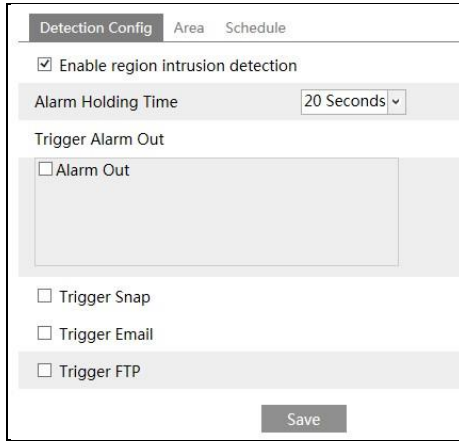 Detection Config Area Schedule
Enable region intrusion detection
Alarm Holding Time 20 Seconds
Trigger Alarm Out
Alarm Out
Trigger Snap
Trigger Email
Trigger FTP
Save